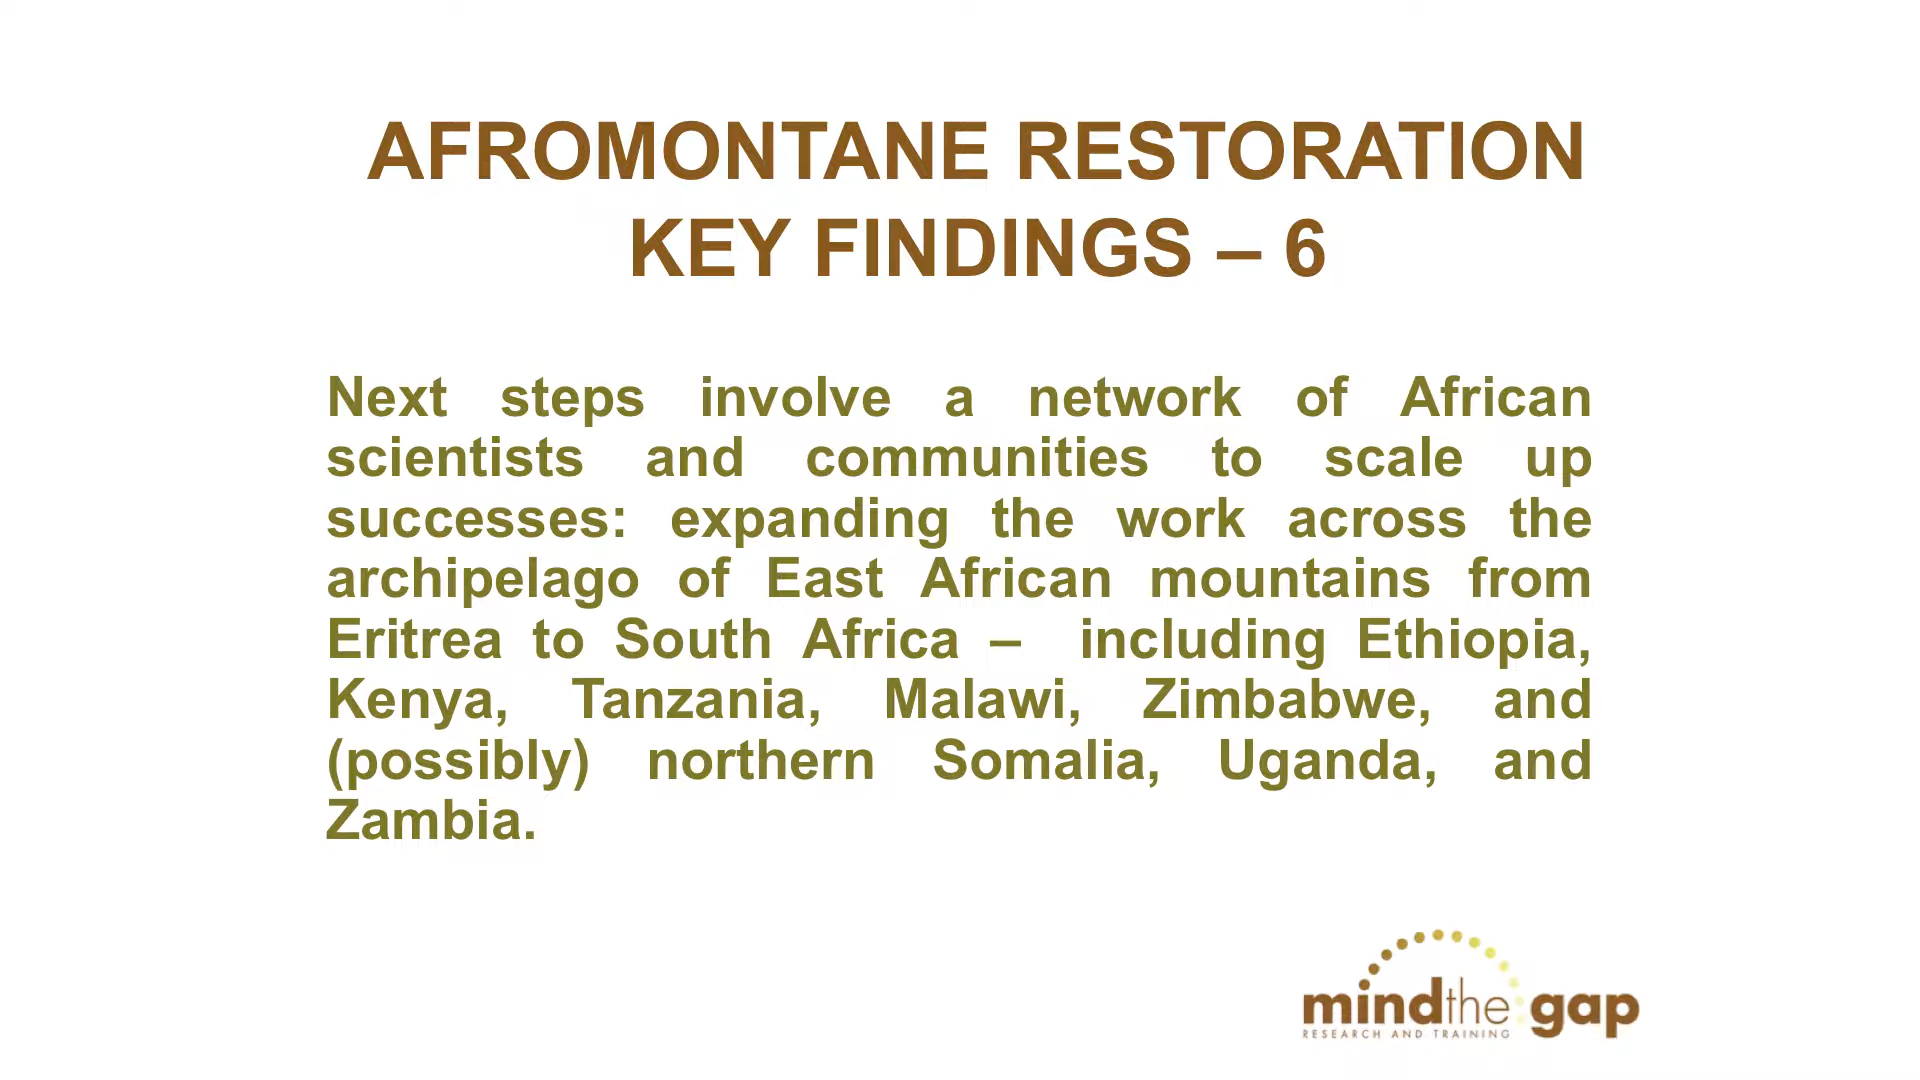 AFROMONTANE RESTORATION
KEY FINDINGS – 6
Next steps involve a network of African
scientists and communities to scale up
successes: expanding the work across the
archipelago of East African mountains from
Eritrea to South Africa – including Ethiopia,
Kenya, Tanzania, Malawi, Zimbabwe, and
(possibly) northern Somalia, Uganda, and
Zambia.
mindthe gap
RESEARCH AND TRAINING